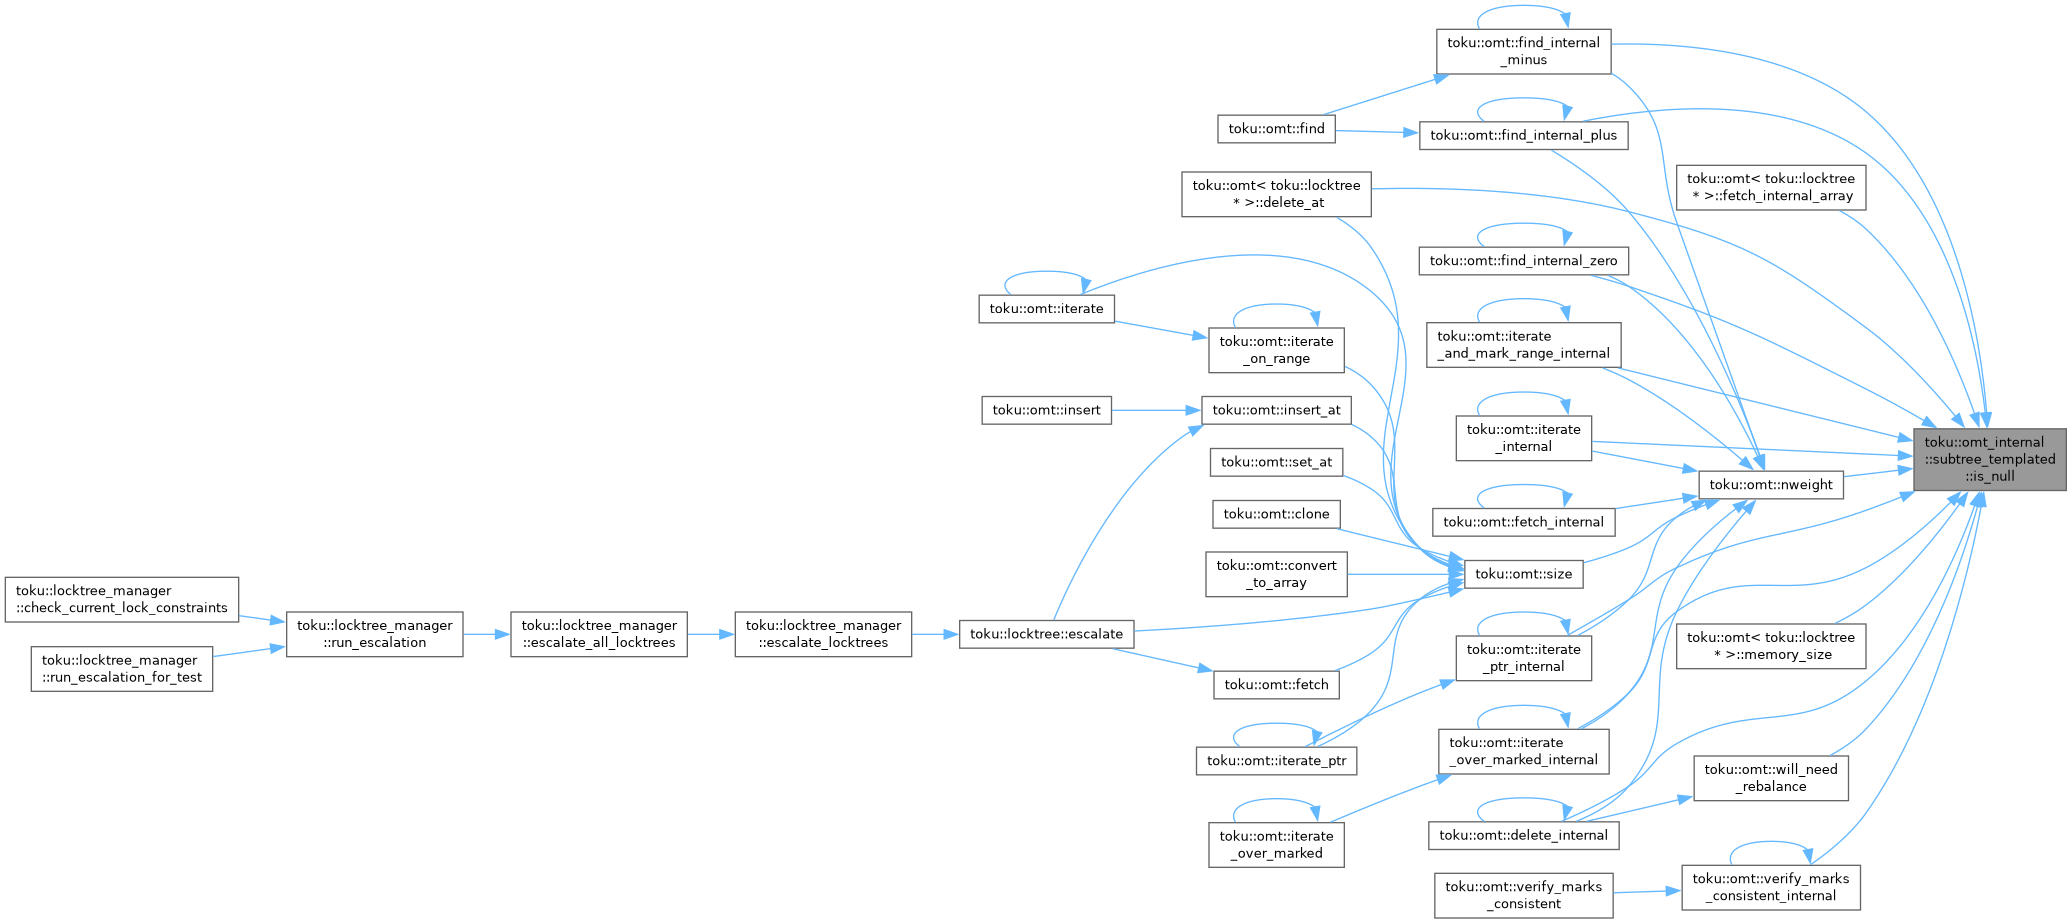 toku::omt::find_internal
_minus
toku::omt::find
toku::omt::find_internal_plus
toku::omt< toku::locktree
* >::delete_at
toku::omt< toku::locktree
* >::fetch_internal_array
toku::omt::find_internal_zero
toku::omt::iterate
toku::omt::iterate
_on_range
toku::omt::iterate
_and_mark_range_internal
toku::omt::insert
toku::omt::insert_at
toku::omt::iterate
_internal
toku::omt_internal
::subtree_templated
::is_null
toku::omt::set_at
toku::omt::nweight
toku::omt::clone
toku::omt::fetch_internal
toku::omt::convert
_to_array
toku::omt::size
toku::locktree_manager
::check_current_lock_constraints
toku::locktree_manager
::run_escalation_for_test
toku::locktree_manager
::run_escalation
toku::locktree_manager
::escalate_all_locktrees
toku::locktree_manager
::escalate_locktrees
toku::locktree::escalate
toku::omt::fetch
toku::omt::iterate
_ptr_internal
toku::omt< toku::locktree
* >::memory_size
toku::omt::iterate_ptr
toku::omt::iterate
_over_marked_internal
toku::omt::will_need
_rebalance
toku::omt::iterate
_over_marked
toku::omt::delete_internal
toku::omt::verify_marks
_consistent
toku::omt::verify_marks
_consistent_internal